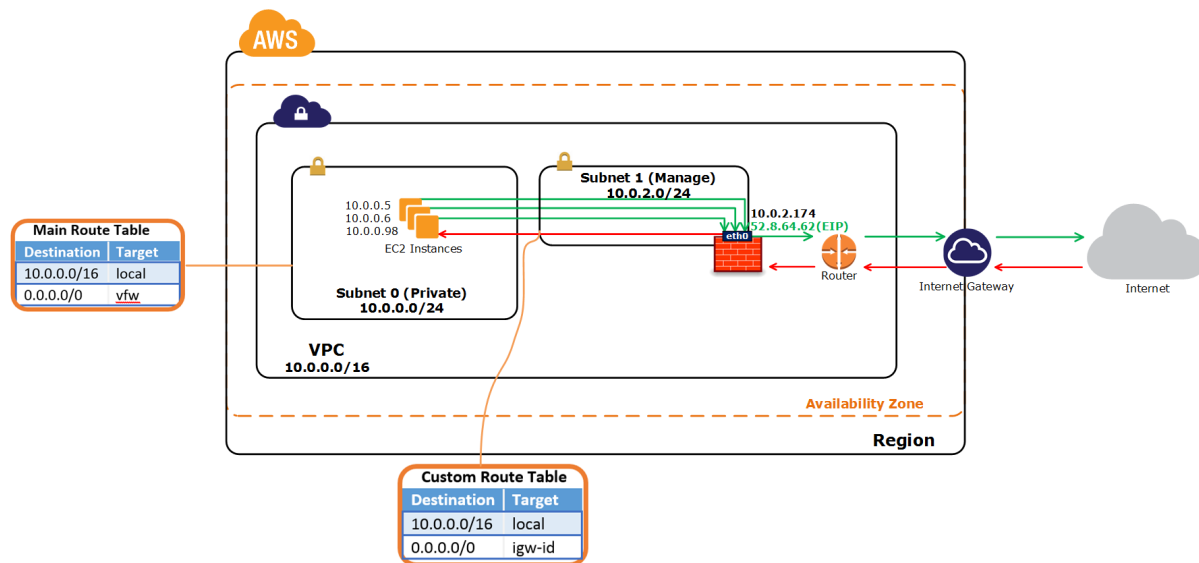 AWS
Subnet 1 (Manage)
10.0.2.0/24
10.0.0.5
10.0.0.6
10.0.0.98
EC2 Instances
10.0.2.174
52.8.64.62(EIP)
eth0
Router
Internet Gateway
Internet
Main Route Table
Destination Target
10.0.0.0/16 local
0.0.0.0/0 vfw
Subnet 0 (Private)
10.0.0.0/24
VPC
10.0.0.0/16
Availability Zone
Region
Custom Route Table
Destination Target
10.0.0.0/16 local
0.0.0.0/0 igw-id